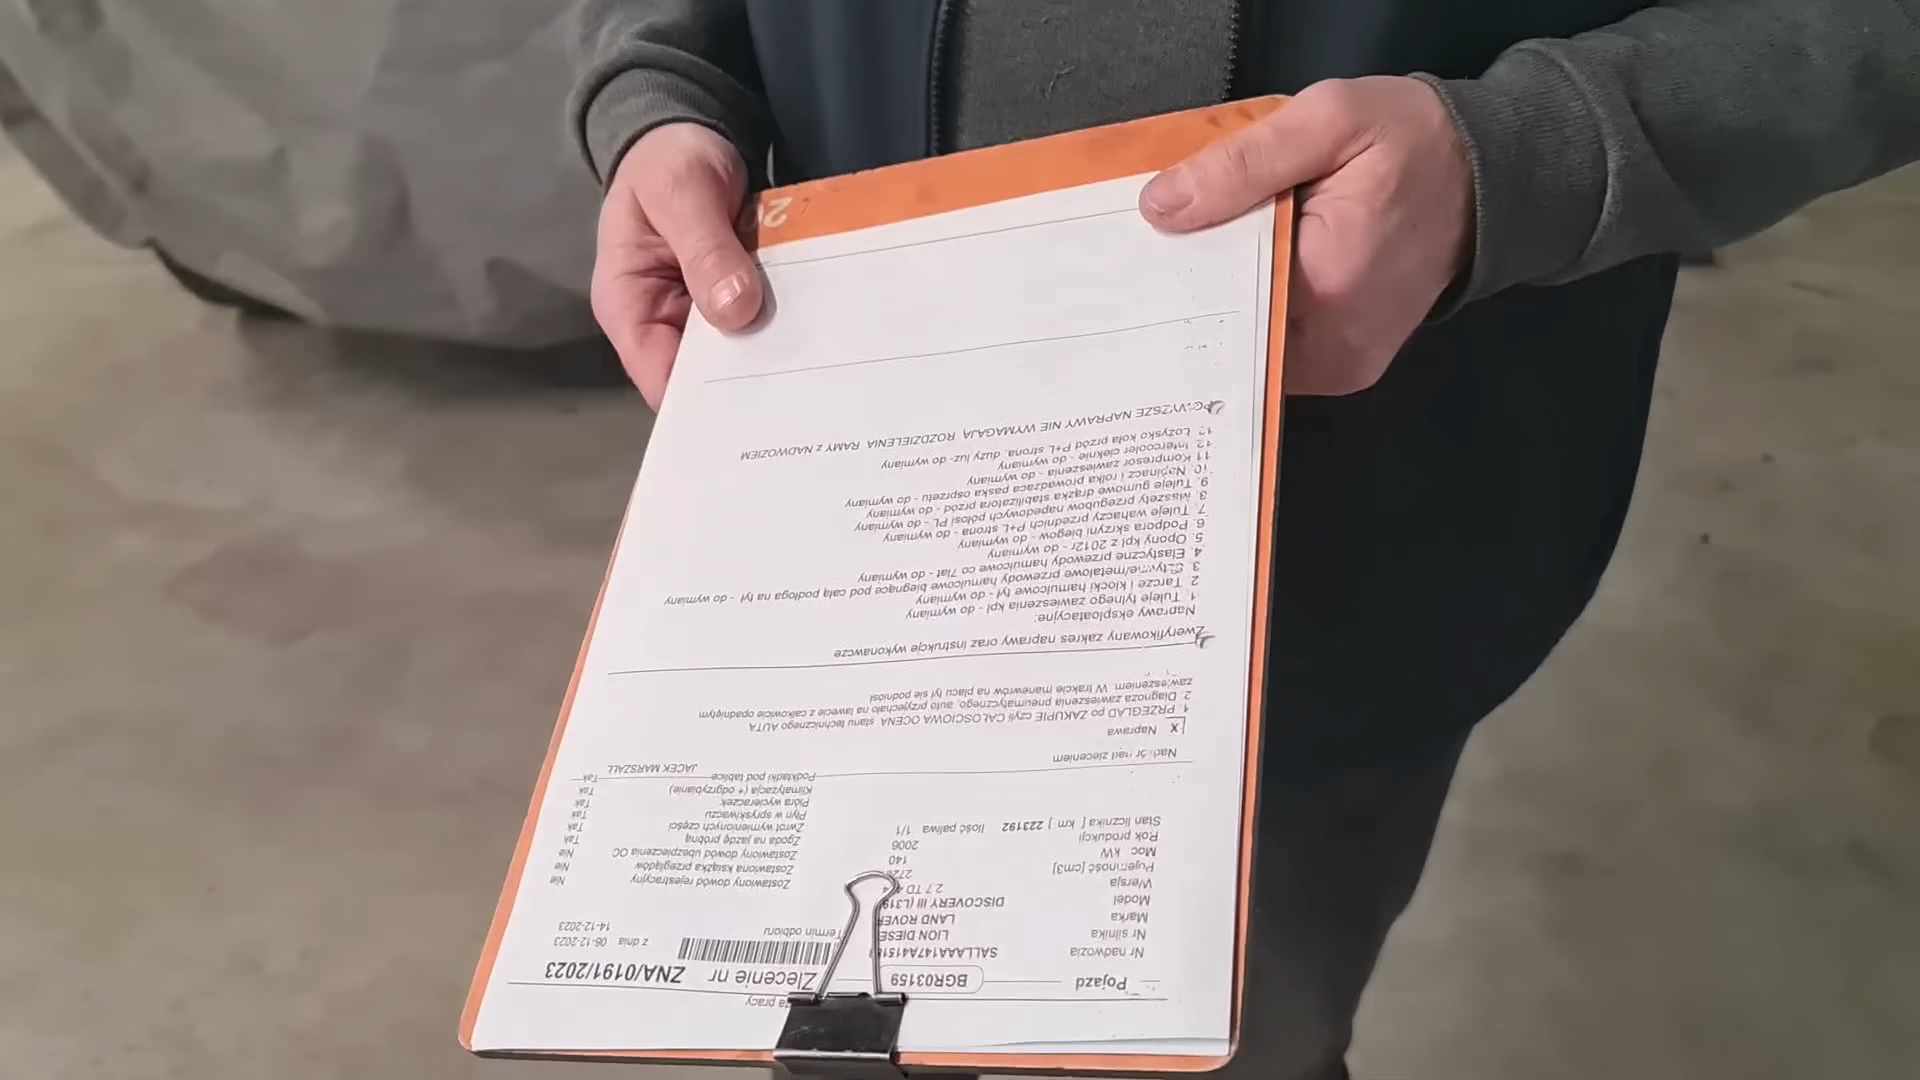 ta pracy
Pojazd BGR03159 Zlecenie nr ZNA/0191/2023
z dnia 06-12-2023
Termin odbioru 14-12-2023
Nr nadwozia SALLAAA147A4151
Nr silnika LION DIESE
Marka LAND ROVER
Model DISCOVERY III (L319
Wersja 2.7 TD 4
Pojemność [cm3] 272
Moc kW 140
Rok produkcji 2006
Stan licznika [ km ] 223192 Ilość paliwa 1/1
Zostawiony dowód rejestracyjny Nie
Zostawiona książka przeglądów Nie
Zostawiony dowód ubezpieczenia OC Nie
Zgoda na jazdę próbną Tak
Zwrot wymienionych części Tak
Płyn w spryskiwaczu Tak
Pióra wycieraczek Tak
Klimatyzacja (+ odgrzybianie) Tak
Podkładki pod tablice Tak
Nadzór nad zleceniem JACEK MARSZAŁŁ
X Naprawa
1. PRZEGLĄD po ZAKUPIE czyli CAŁOŚCIOWA OCENA stanu technicznego AUTA
2. Diagnoza zawieszenia pneumatycznego, auto przyjechało na lawecie z całkowicie opadniętym
zawieszeniem. W trakcie manewrów na placu tył się podniósł
Zweryfikowany zakres naprawy oraz instrukcje wykonawcze
Naprawy eksploatacyjne:
1. Tuleje tylnego zawieszenia kpl - do wymiany
2. Tarcze i klocki hamulcowe tył - do wymiany
3. Sztywne/metalowe przewody hamulcowe biegnące pod całą podłogą na tył - do wymiany
4. Elastyczne przewody hamulcowe co 7lat - do wymiany
5. Opony kpl z 2012r - do wymiany
6. Podpora skrzyni biegów - do wymiany
7. Tuleje wahaczy przednich P+L strona - do wymiany
8. Maszety przegubów napędowych półosi PL - do wymiany
9. Tuleje gumowe drążka stabilizatora przód - do wymiany
10. Napinacz i rolka prowadząca paska osprzętu - do wymiany
11 Kompresor zawieszenia - do wymiany
12. Intercooler cieknie - do wymiany
13. Łożysko koła przód P+L strona, duży luz- do wymiany
POWYŻSZE NAPRAWY NIE WYMAGAJĄ ROZDZIELENIA RAMY z NADWOZIEM